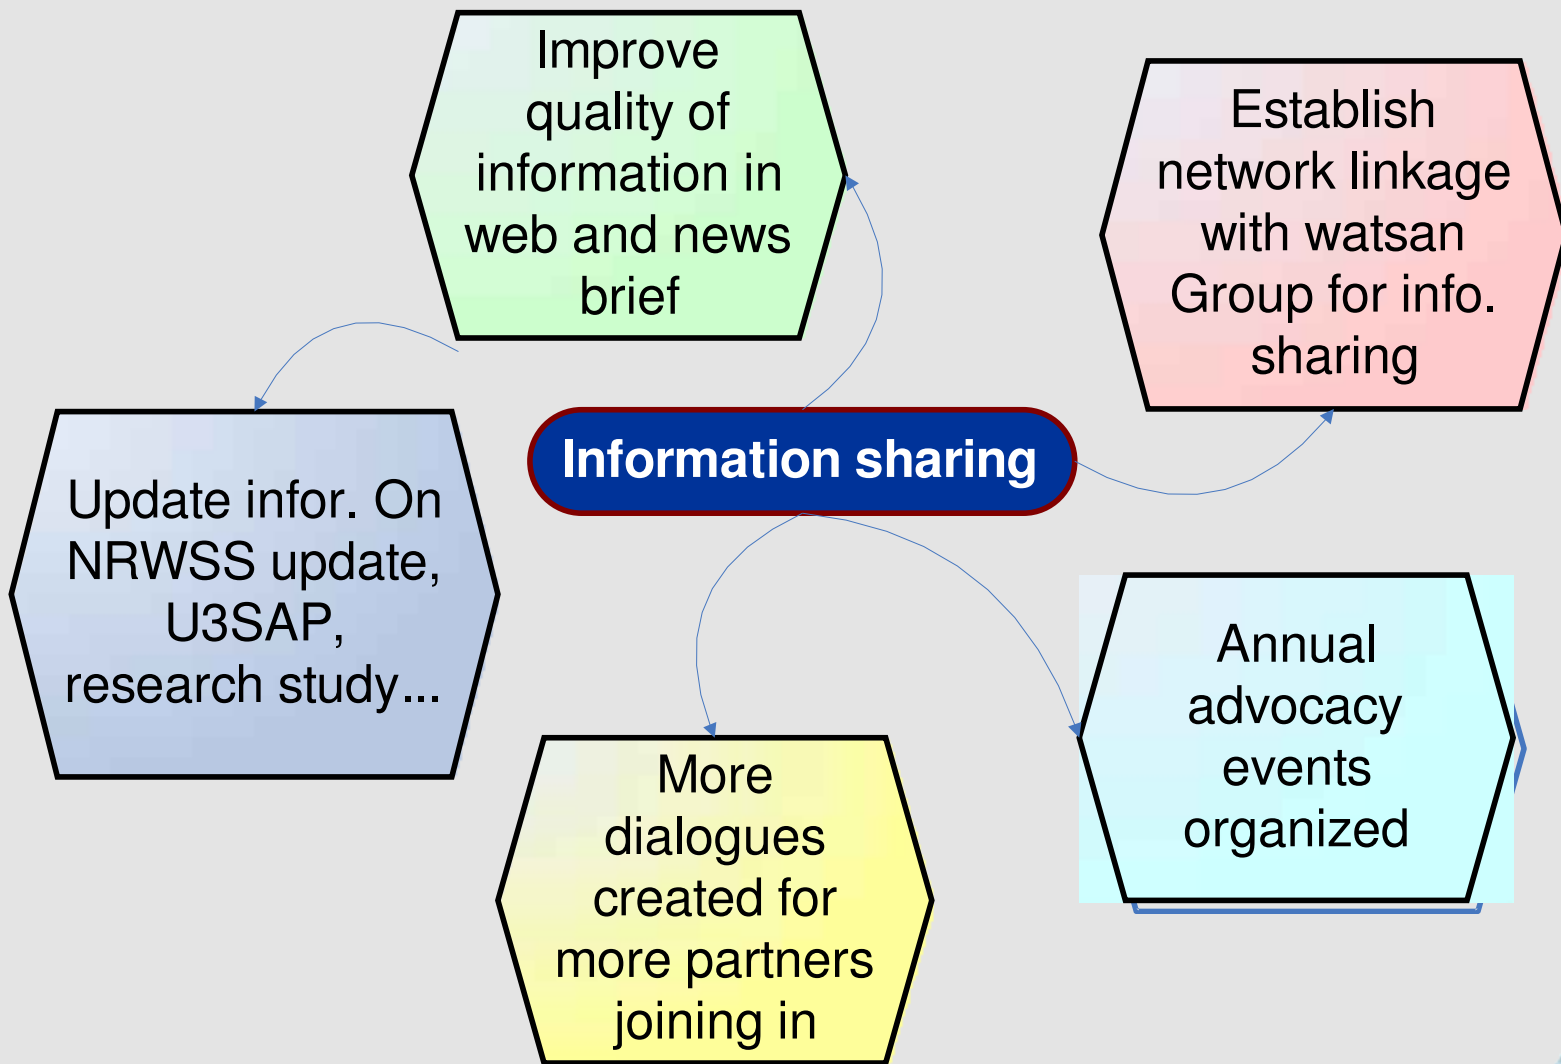 Improve
quality of
information in
web and news
brief
Establish
network linkage
with watsan
Group for info.
sharing
Information sharing
Update infor. On
NRWSS update,
U3SAP,
research study...
Annual
advocacy
events
organized
More
dialogues
created for
more partners
joining in